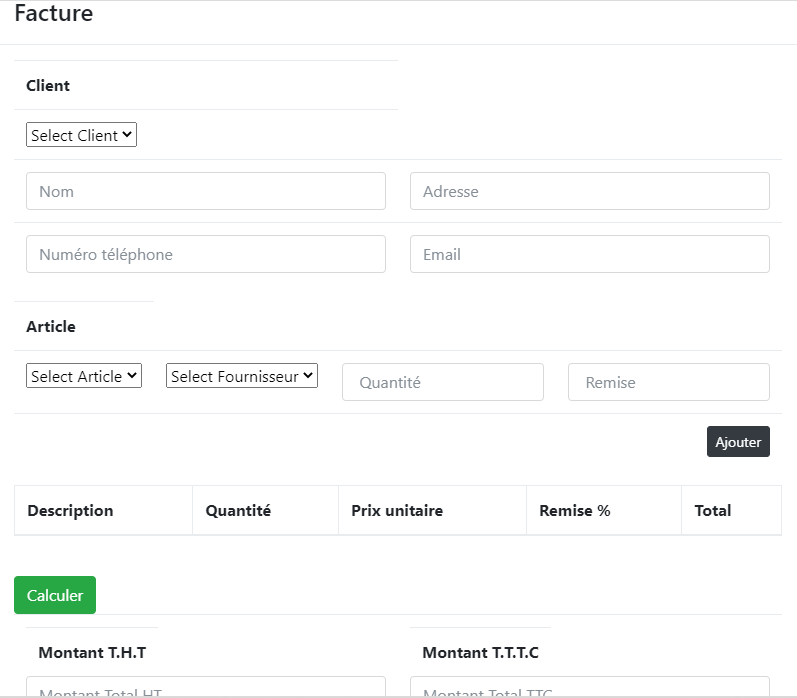 Facture
Client
Select Client
Nom Adresse
Numéro téléphone Email
Article
Select Article Select Fournisseur Quantité Remise
Ajouter
Description Quantité Prix unitaire Remise % Total
Calculer
Montant T.H.T Montant T.T.T.C
Montant Total HT Montant Total TTC